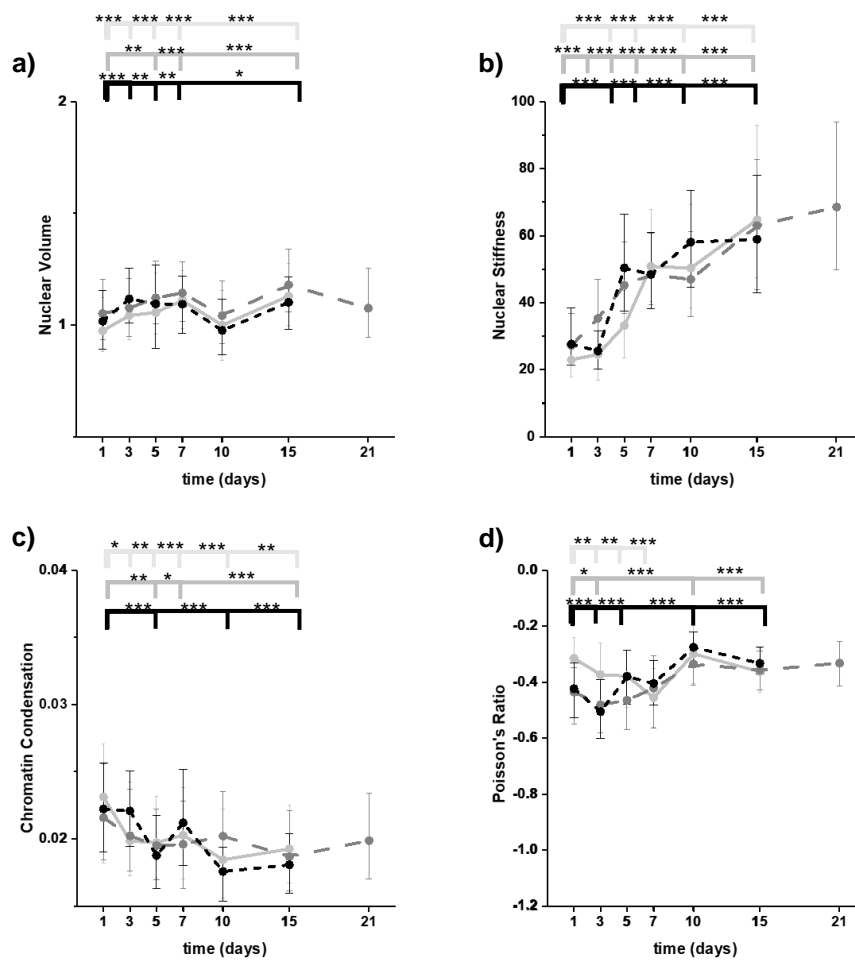 *** *** *** ***
** *** ***
*** ** ** *
a)
2
1
Nuclear Volume
1 3 5 7 10 15 21
time (days)
*** *** *** ***
*** *** *** *** ***
*** *** *** ***
b)
100
80
60
40
20
0
Nuclear Stiffness
1 3 5 7 10 15 21
time (days)
c)
* ** *** *** **
** * ***
*** *** ***
0.04
0.03
0.02
Chromatin Condensation
1 3 5 7 10 15 21
time (days)
d)
** ** ***
* *** ***
*** *** *** ***
0.0
-0.2
-0.4
-0.6
-0.8
-1.0
-1.2
Poisson's Ratio
1 3 5 7 10 15 21
time (days)